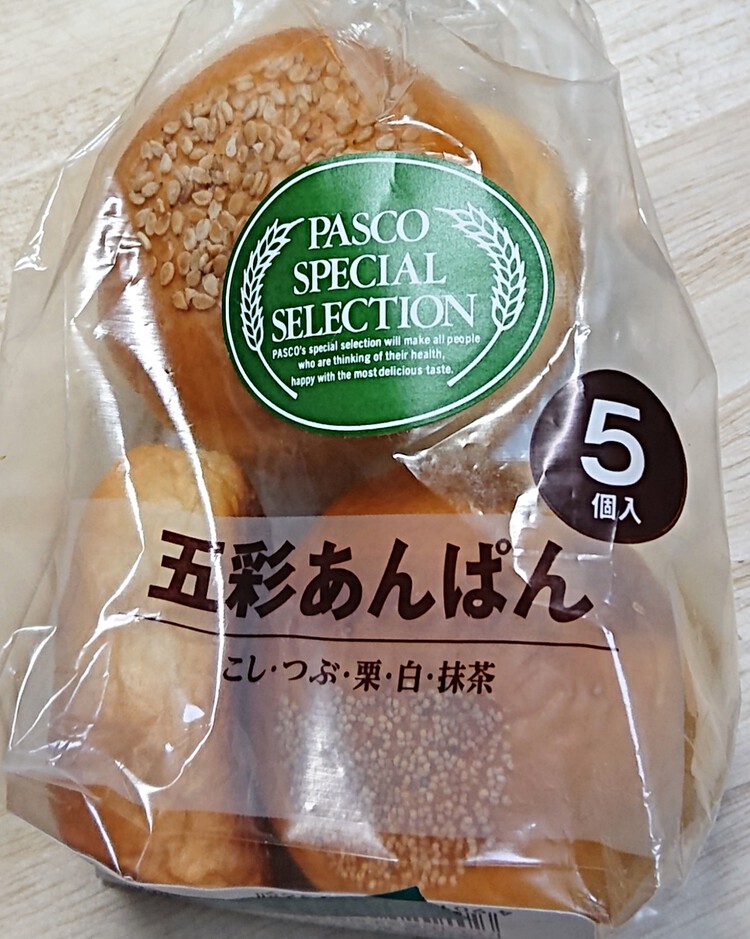 PASCO
SPECIAL
SELECTION
PASCO's special selection will make all people
who are thinking of their health,
happy with the most delicious taste.
5
個入
五彩あんぱん
こし・つぶ・栗・白・抹茶